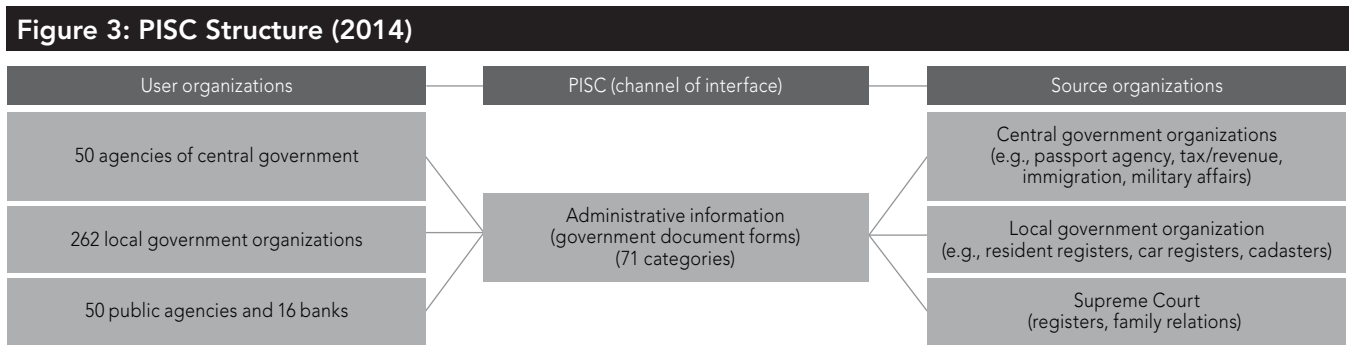 Figure 3: PISC Structure (2014)
User organizations
PISC (channel of interface)
Source organizations
50 agencies of central government
262 local government organizations
50 public agencies and 16 banks
Administrative information
(government document forms)
(71 categories)
Central government organizations
(e.g., passport agency, tax/revenue,
immigration, military affairs)
Local government organization
(e.g., resident registers, car registers, cadasters)
Supreme Court
(registers, family relations)